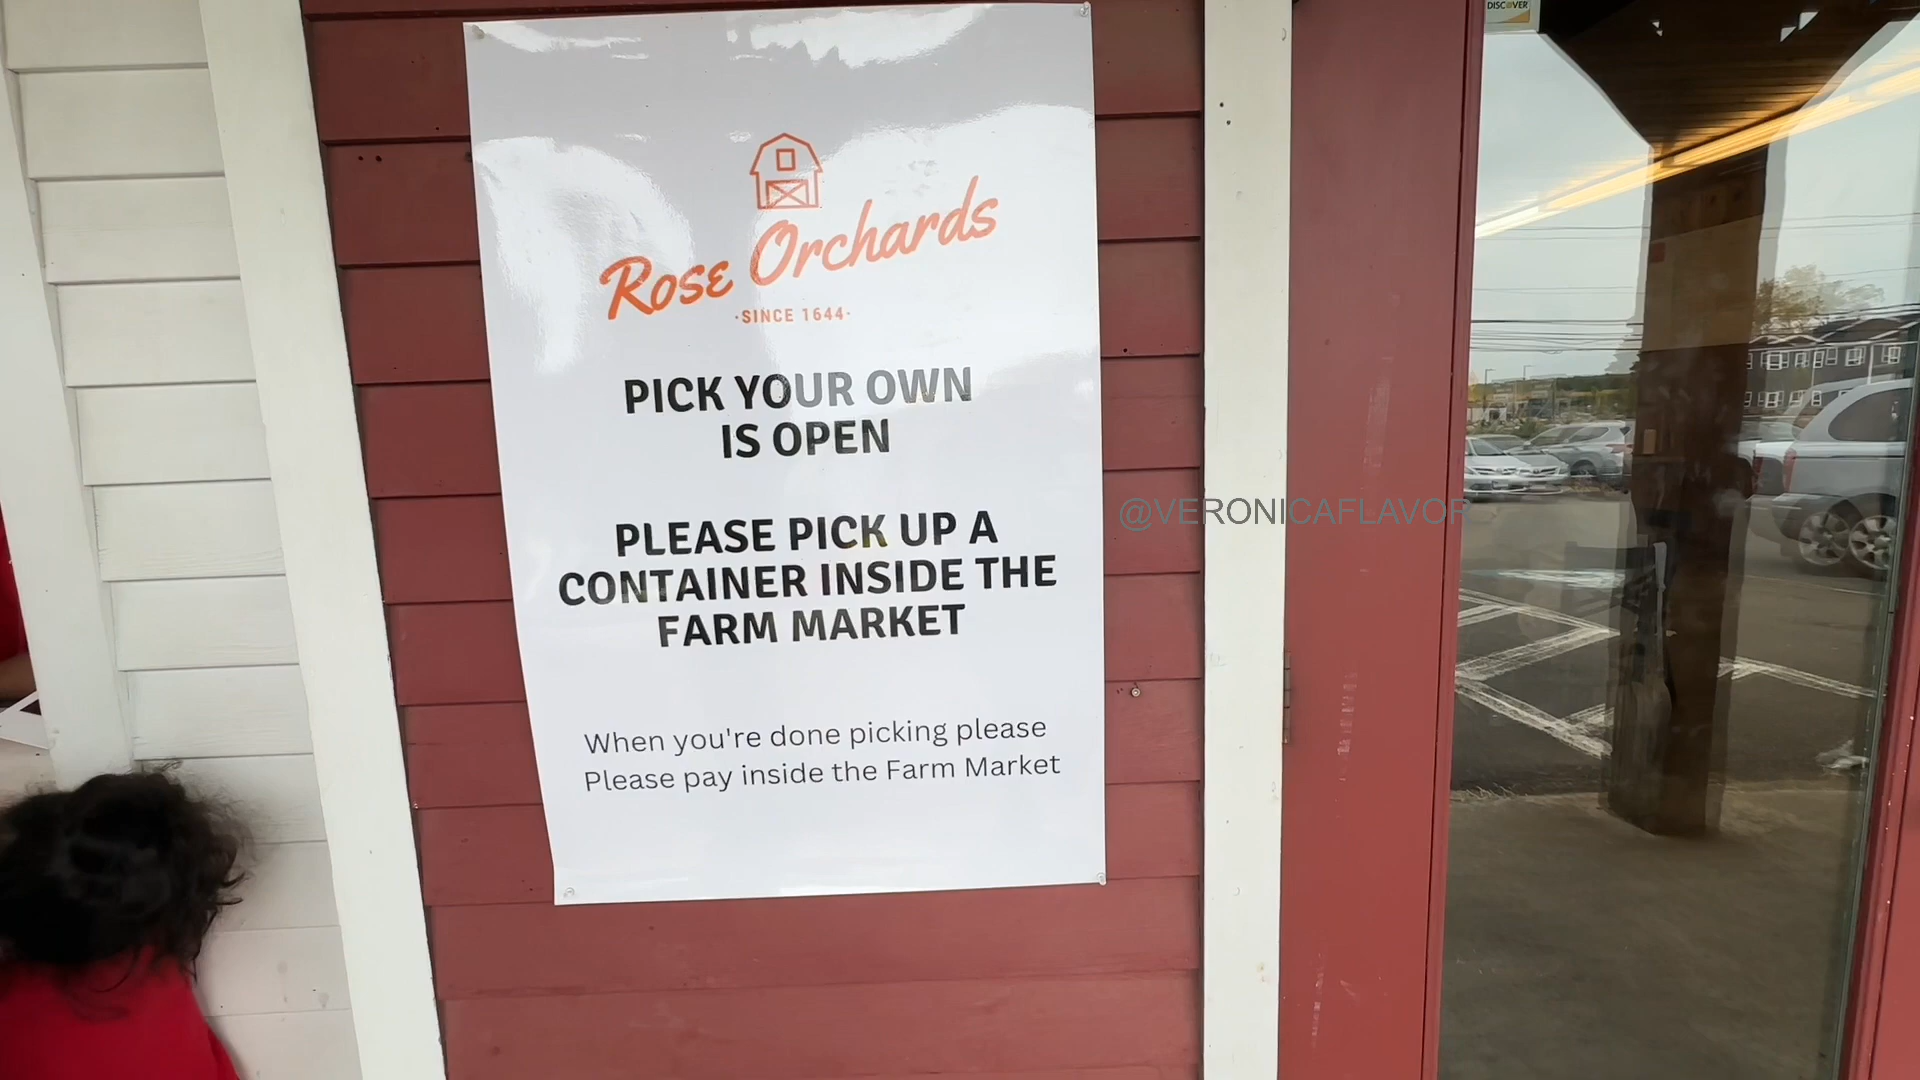 DISCOVER
Rose Orchards
·SINCE 1644·
PICK YOUR OWN
IS OPEN
PLEASE PICK UP A
CONTAINER INSIDE THE
FARM MARKET
When you're done picking please
Please pay inside the Farm Market
@VERONICAFLAVOR